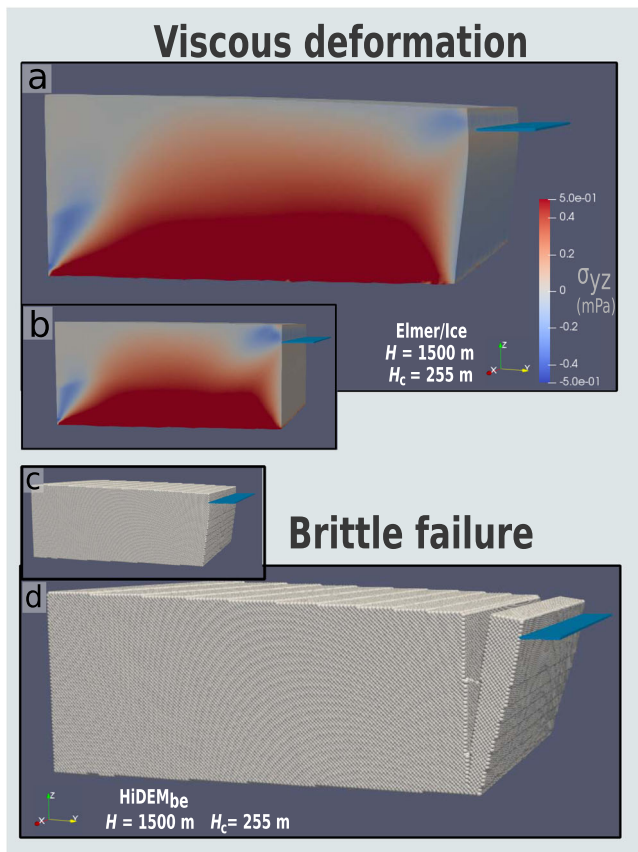 Viscous deformation
a
5.0e-01
0.4
0.2
0
-0.2
-0.4
-5.0e-01
σyz
(mPa)
Elmer/Ice
H = 1500 m
Hc = 255 m
Z
X
Y
b
c
Brittle failure
d
Z
X
Y
HiDEMbe
H = 1500 m Hc= 255 m